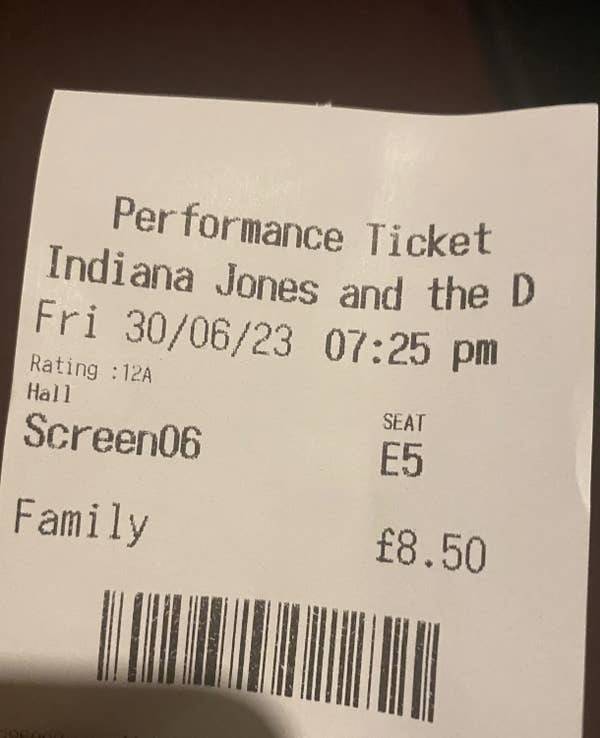 Performance Ticket
Indiana Jones and the D
Fri 30/06/23 07:25 pm
Rating :12A
Hall
SEAT
Screen06
E5
Family
£8.50